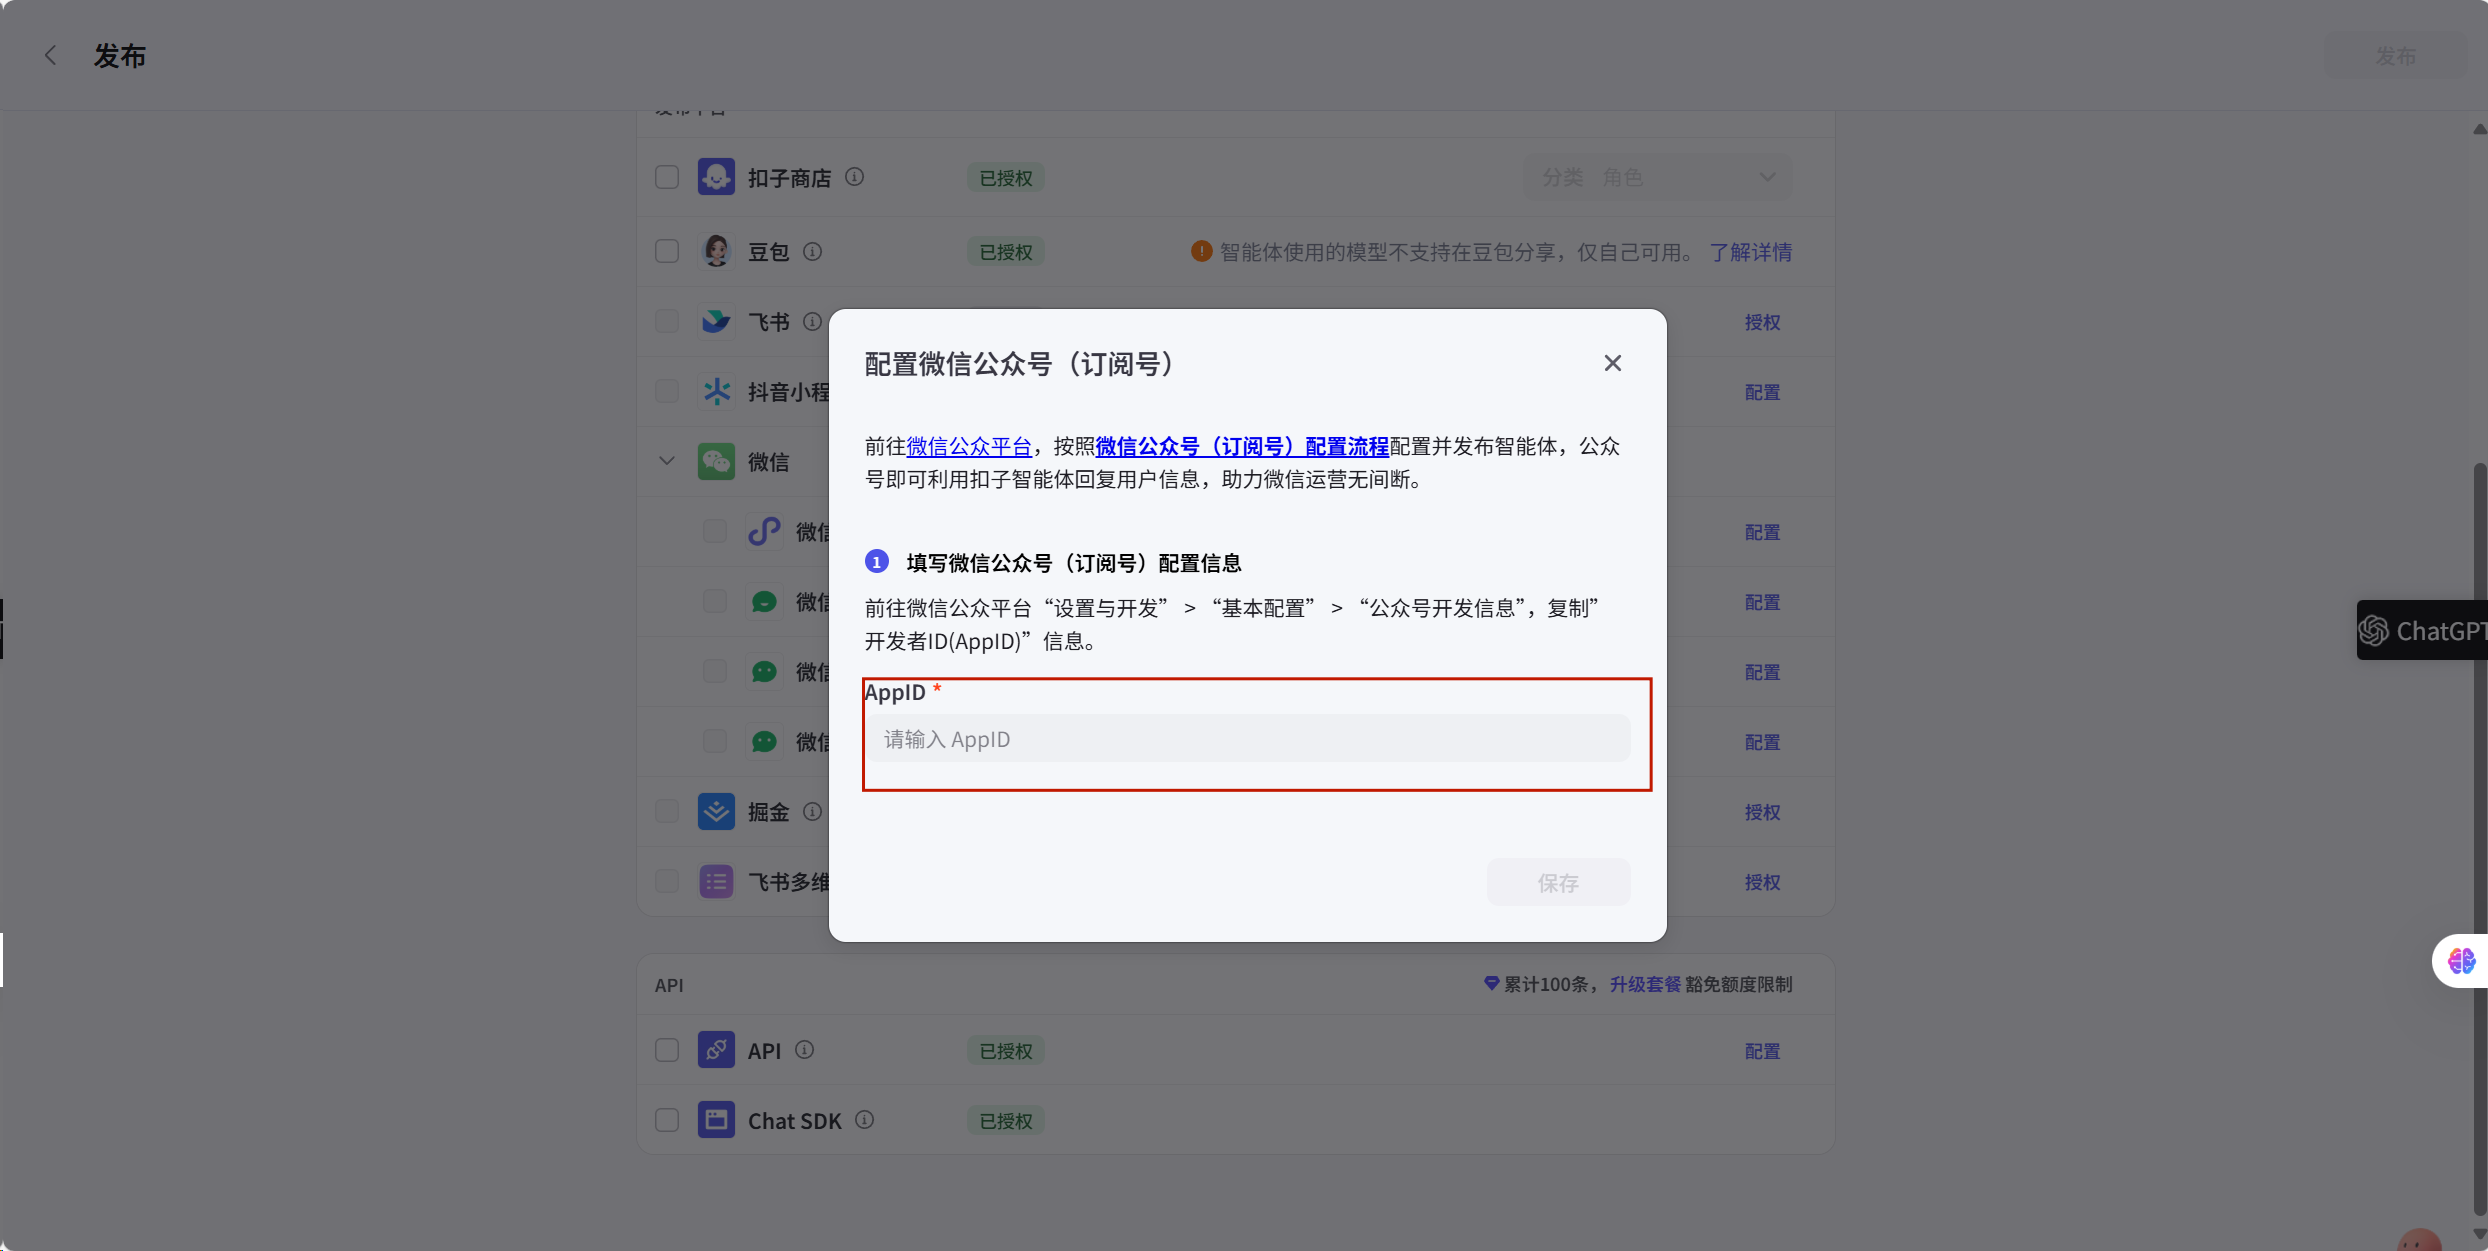 发布
发布
扣子商店
已授权
分类 角色
豆包
已授权
智能体使用的模型不支持在豆包分享，仅自己可用。 了解详情
飞书
授权
抖音小程
配置
微信
微信
配置
微信
配置
微信
配置
微信
配置
掘金
授权
飞书多维
授权
配置微信公众号（订阅号）
前往微信公众平台，按照微信公众号（订阅号）配置流程配置并发布智能体，公众
号即可利用扣子智能体回复用户信息，助力微信运营无间断。
1 填写微信公众号（订阅号）配置信息
前往微信公众平台“设置与开发” > “基本配置” > “公众号开发信息”，复制”
开发者ID(AppID)”信息。
AppID *
请输入 AppID
保存
API
累计100条， 升级套餐 豁免额度限制
API
已授权
配置
Chat SDK
已授权
ChatGPT